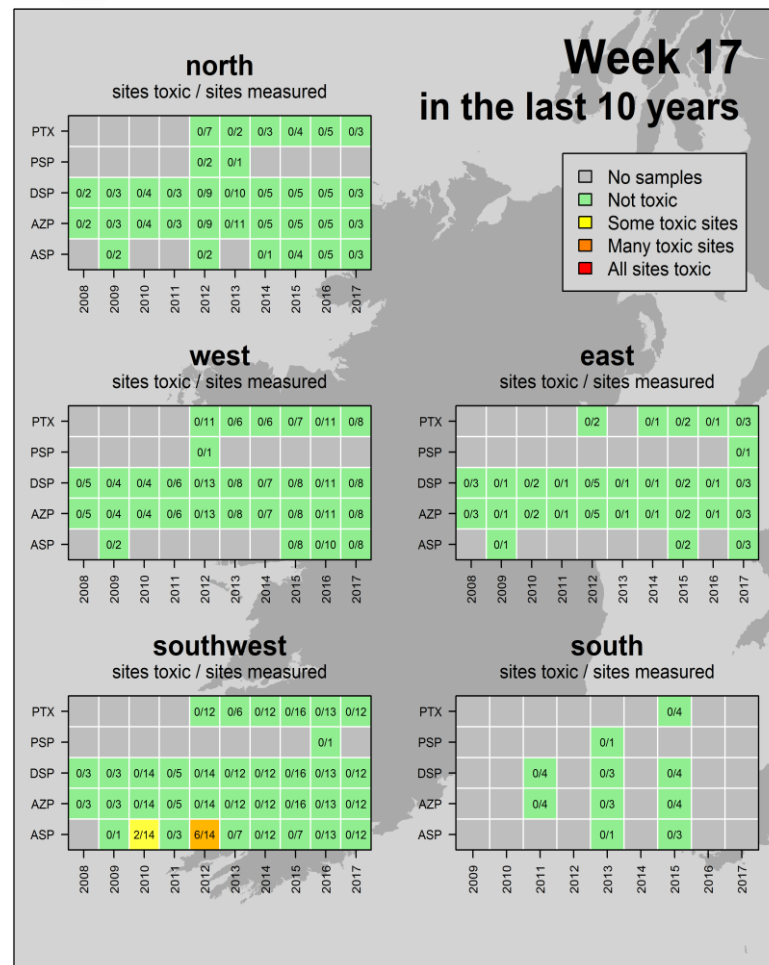 Week 17
in the last 10 years
No samples
Not toxic
Some toxic sites
Many toxic sites
All sites toxic
north
sites toxic / sites measured
PTX 0/7 0/2 0/3 0/4 0/5 0/3
PSP 0/2 0/1
DSP 0/2 0/3 0/4 0/3 0/9 0/10 0/5 0/5 0/5 0/3
AZP 0/2 0/3 0/4 0/3 0/9 0/11 0/5 0/5 0/5 0/3
ASP 0/2 0/2 0/1 0/4 0/5 0/3
2008 2009 2010 2011 2012 2013 2014 2015 2016 2017
west
sites toxic / sites measured
PTX 0/11 0/6 0/6 0/7 0/11 0/8
PSP 0/1
DSP 0/5 0/4 0/4 0/6 0/13 0/8 0/7 0/8 0/11 0/8
AZP 0/5 0/4 0/4 0/6 0/13 0/8 0/7 0/8 0/11 0/8
ASP 0/2 0/8 0/10 0/8
2008 2009 2010 2011 2012 2013 2014 2015 2016 2017
east
sites toxic / sites measured
PTX 0/2 0/1 0/2 0/1 0/3
PSP 0/1
DSP 0/3 0/1 0/2 0/1 0/5 0/1 0/1 0/2 0/1 0/3
AZP 0/3 0/1 0/2 0/1 0/5 0/1 0/1 0/2 0/1 0/3
ASP 0/1 0/2 0/3
2008 2009 2010 2011 2012 2013 2014 2015 2016 2017
southwest
sites toxic / sites measured
PTX 0/12 0/6 0/12 0/16 0/13 0/12
PSP 0/1
DSP 0/3 0/3 0/14 0/5 0/14 0/12 0/12 0/16 0/13 0/12
AZP 0/3 0/3 0/14 0/5 0/14 0/12 0/12 0/16 0/13 0/12
ASP 0/1 2/14 0/3 6/14 0/7 0/12 0/7 0/13 0/12
2008 2009 2010 2011 2012 2013 2014 2015 2016 2017
south
sites toxic / sites measured
PTX 0/4
PSP 0/1
DSP 0/4 0/3 0/4
AZP 0/4 0/3 0/4
ASP 0/1 0/3
2009 2010 2011 2012 2013 2014 2015 2016 2017